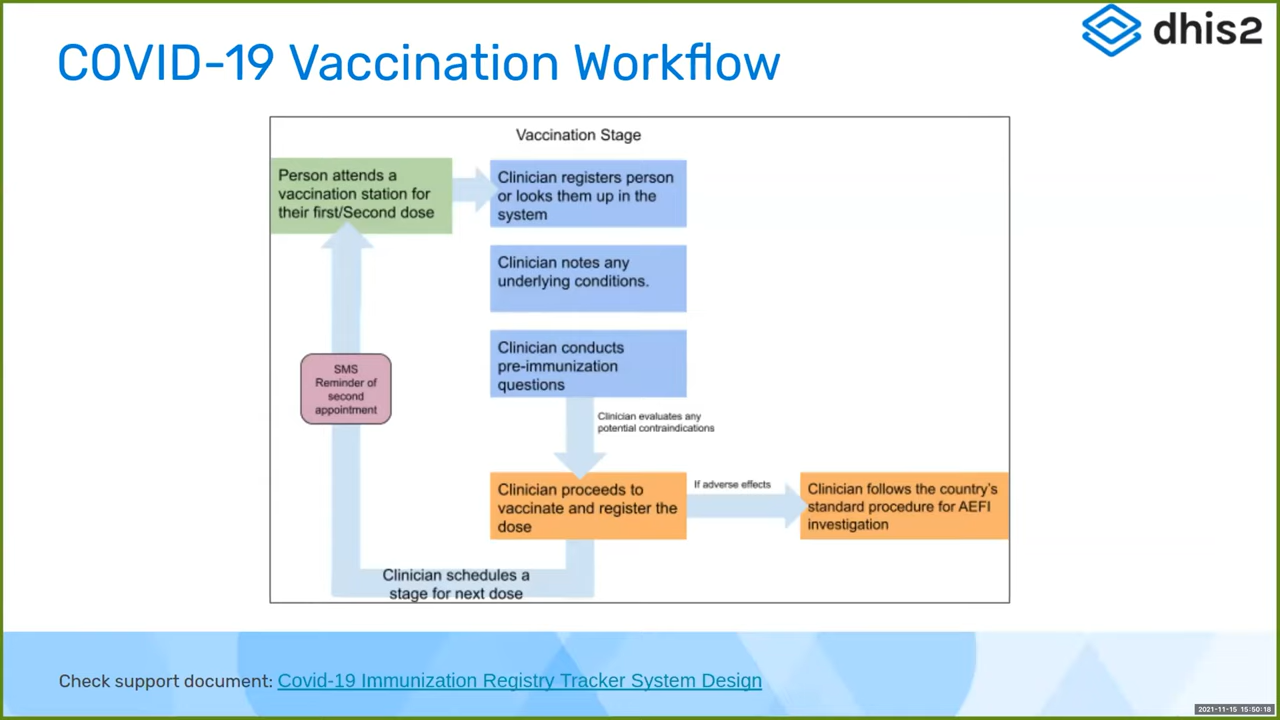 dhis2
COVID-19 Vaccination Workflow
Vaccination Stage
Person attends a
vaccination station for
their first/Second dose
Clinician registers person
or looks them up in the
system
Clinician notes any
underlying conditions.
Clinician conducts
pre-immunization
questions
SMS
Reminder of
second
appointment
Clinician evaluates any
potential contraindications
Clinician proceeds to
vaccinate and register the
dose
If adverse effects
Clinician follows the country's
standard procedure for AEFI
investigation
Clinician schedules a
stage for next dose
Check support document: Covid-19 Immunization Registry Tracker System Design
2021-11-15 15:50:18